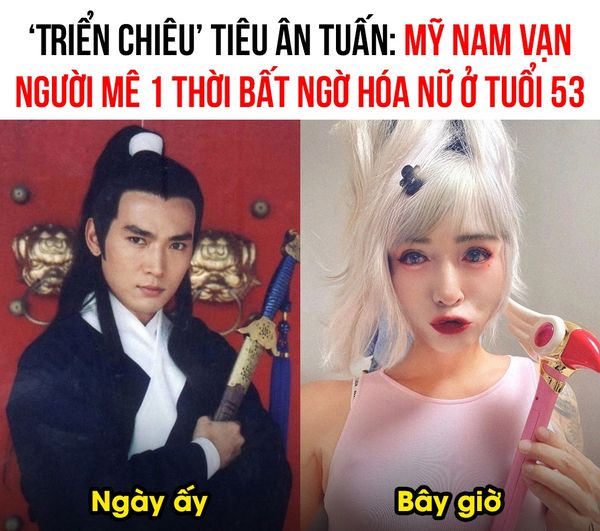 ‘TRIỂN CHIÊU’ TIÊU ÂN TUẤN: MỸ NAM VẠN
NGƯỜI MÊ 1 THỜI BẤT NGỜ HÓA NỮ Ở TUỔI 53
Ngày ấy
Bây giờ